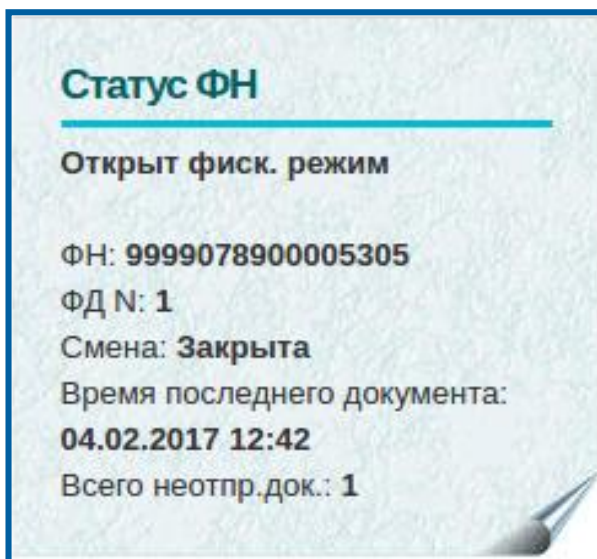 Статус ФН
Открыт фиск. режим
ФН: 9999078900005305
ФД N: 1
Смена: Закрыта
Время последнего документа:
04.02.2017 12:42
Всего неотпр.док.: 1